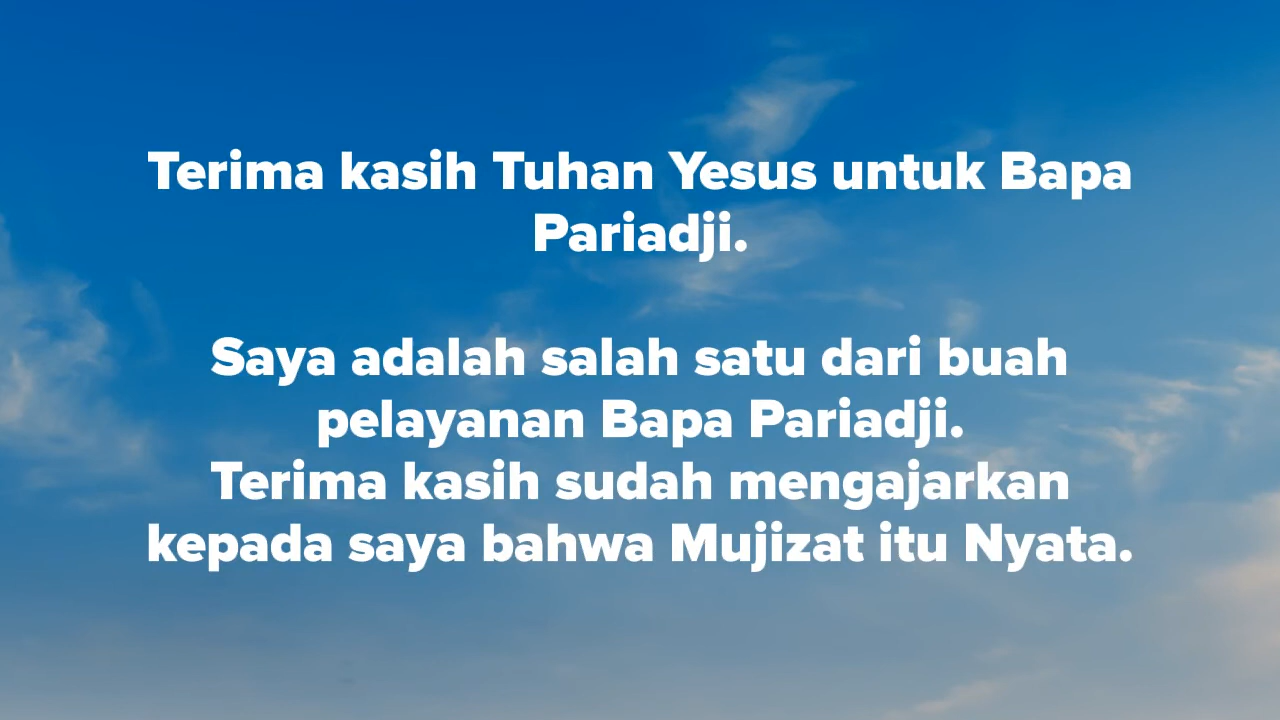 Terima kasih Tuhan Yesus untuk Bapa
Pariadji.
Saya adalah salah satu dari buah
pelayanan Bapa Pariadji.
Terima kasih sudah mengajarkan
kepada saya bahwa Mujizat itu Nyata.